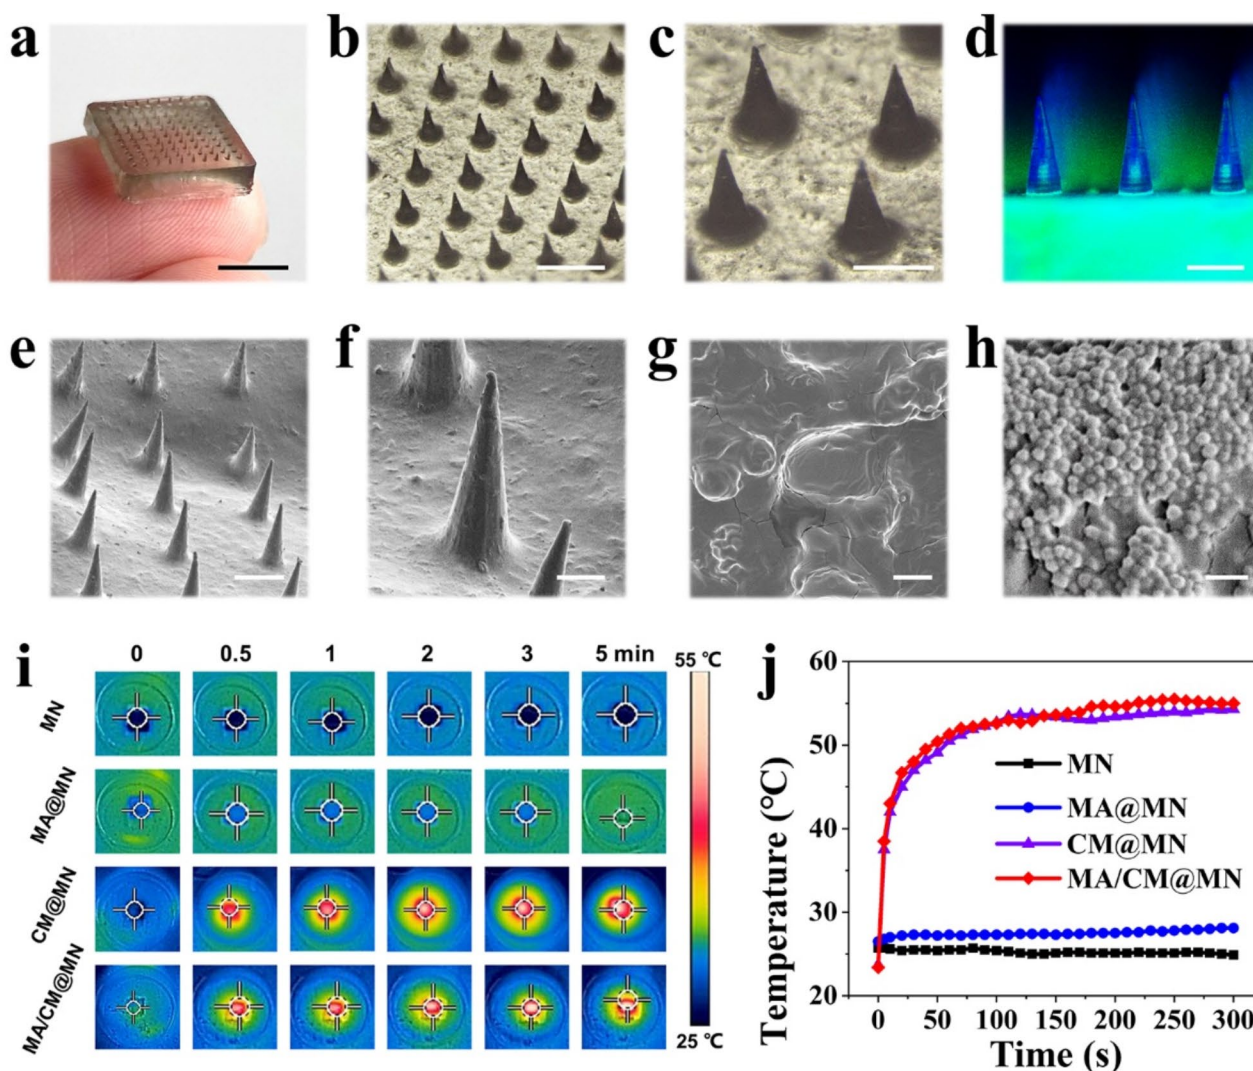 a b c d
e f g h
i 0 0.5 1 2 3 5 min 55 ℃
MN
MA@MN
CM@MN
MA/CM@MN
25 ℃
j
Temperature (°C)
60
50
40
30
20
MN
MA@MN
CM@MN
MA/CM@MN
0 50 100 150 200 250 300
Time (s)